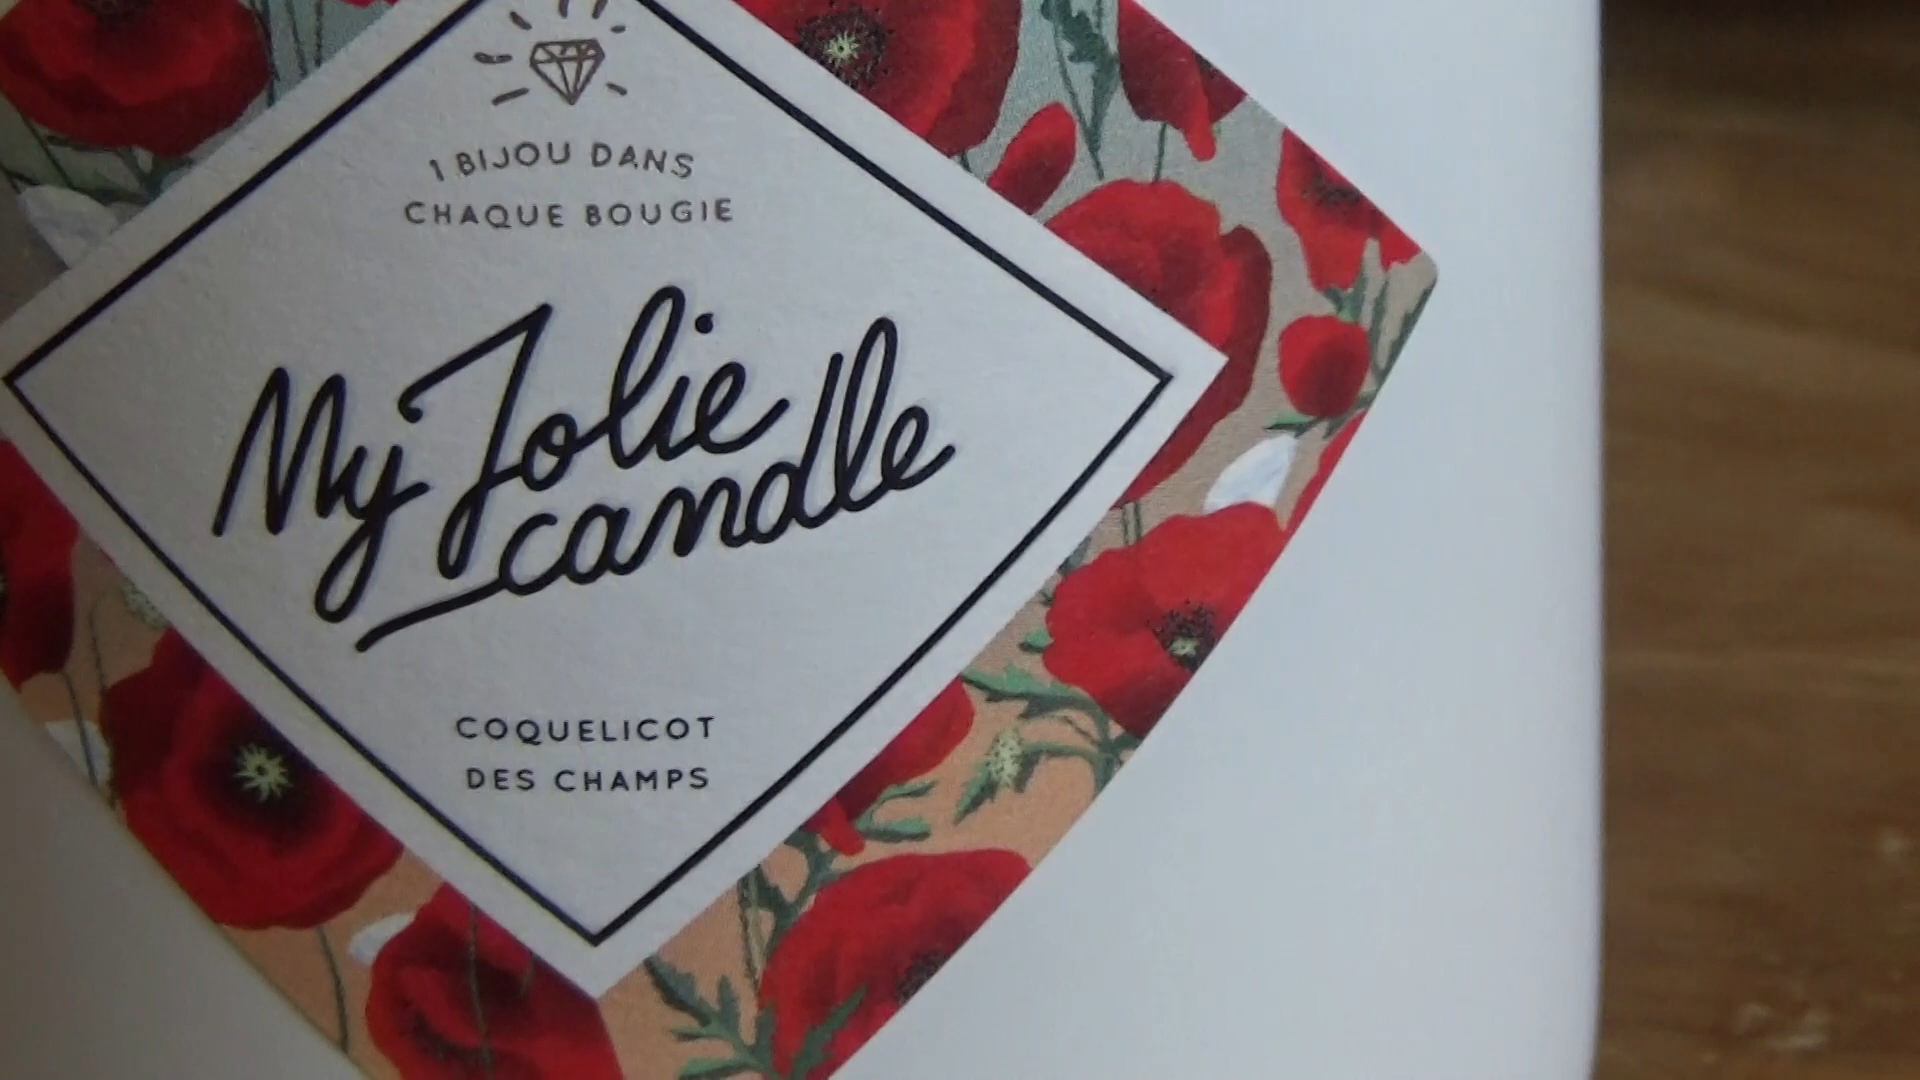 1 BIJOU DANS
CHAQUE BOUGIE
My Jolie
candle
COQUELICOT
DES CHAMPS